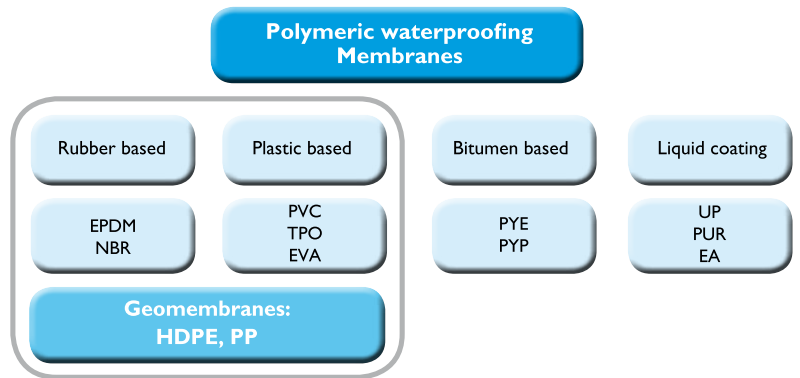 Polymeric waterproofing
Membranes
Rubber based
Plastic based
Bitumen based
Liquid coating
EPDM
NBR
PVC
TPO
EVA
PYE
PYP
UP
PUR
EA
Geomembranes:
HDPE, PP